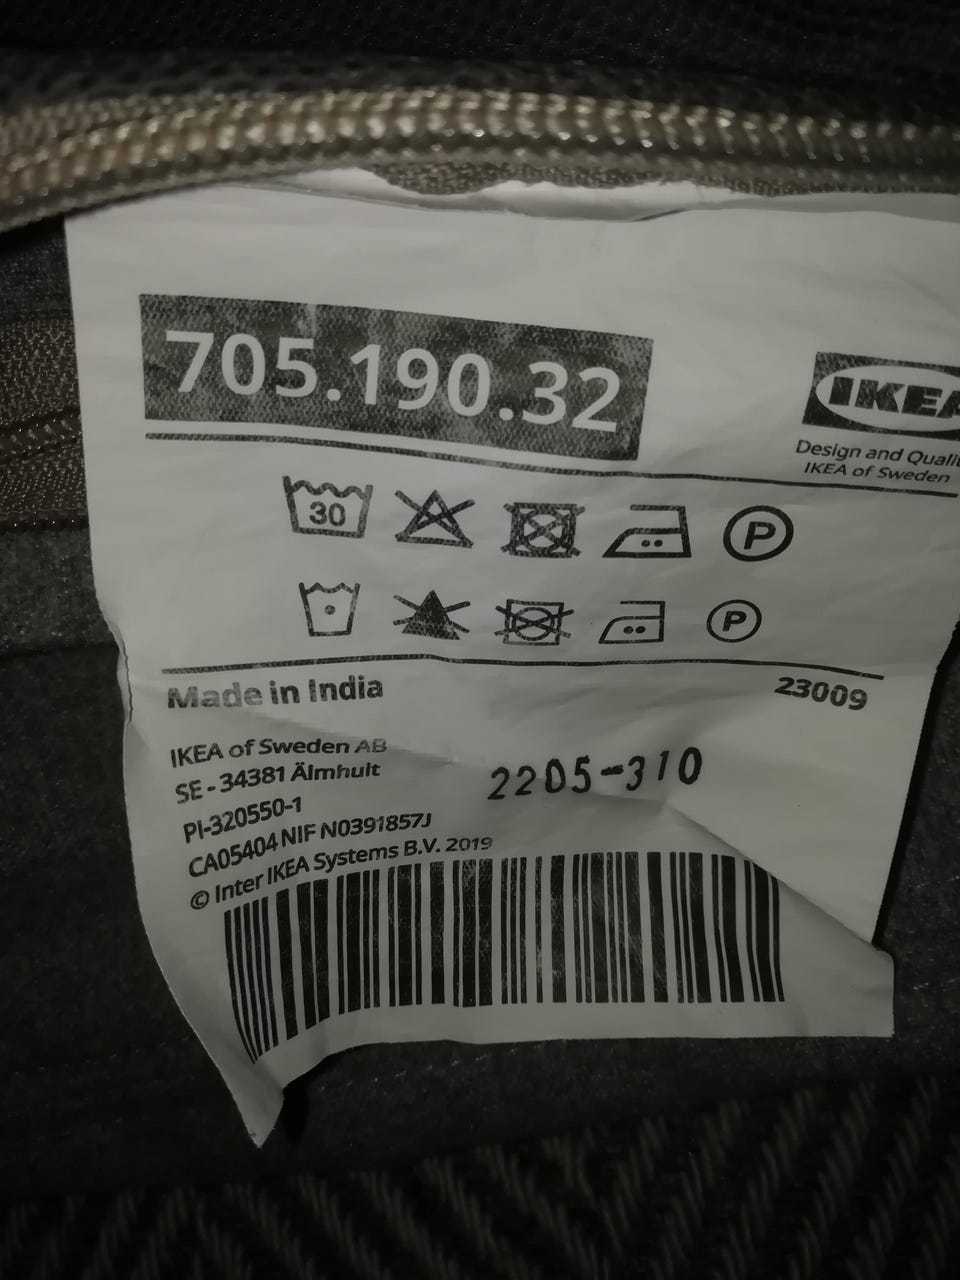 705.190.32
IKEA
Design and Quali
IKEA of Sweden
30
P
P
Made in India
23009
IKEA of Sweden AB
SE - 34381 Älmhult
PI-320550-1
CA05404 NIF N0391857J
© Inter IKEA Systems B.V. 2019
2205-310